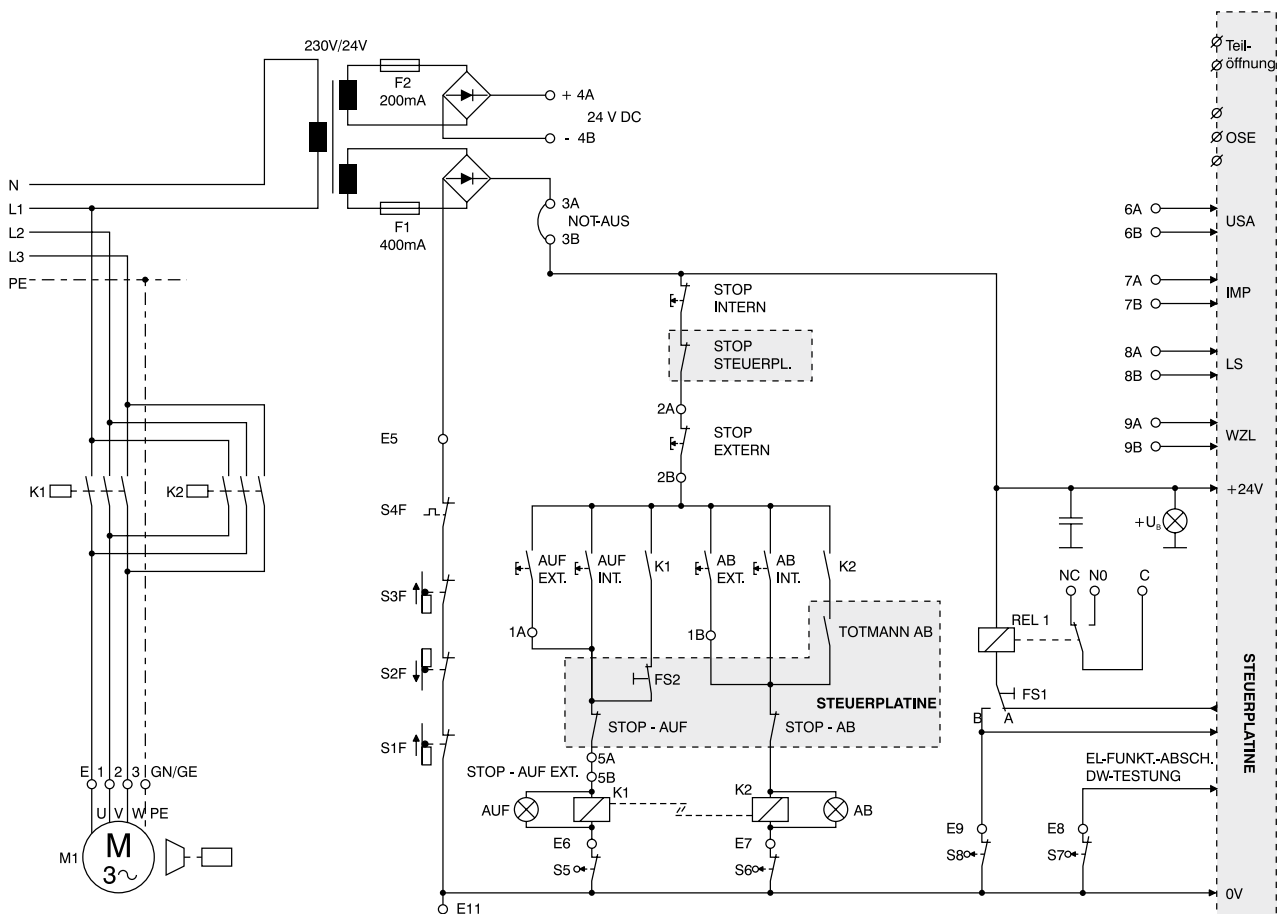 230V/24V
F2
200mA
+ 4A
24 V DC
- 4B
Teil-
öffnung
OSE
N
L1
L2
L3
PE
F1
400mA
3A
NOT-AUS
3B
6A
6B
USA
7A
7B
IMP
8A
8B
LS
9A
9B
WZL
STOP
INTERN
STOP
STEUERPL.
2A
STOP
EXTERN
2B
E5
K1
K2
S4F
+24V
+UB
AUF
EXT.
AUF
INT.
K1
AB
EXT.
AB
INT.
K2
NC
N0
C
S3F
1A
1B
TOTMANN AB
REL 1
S2F
FS2
STEUERPLATINE
FS1
B
A
S1F
STOP - AUF
STOP - AB
STEUERPLATINE
5A
STOP - AUF EXT.
5B
EL-FUNKT.-ABSCH.
DW-TESTUNG
E
1
2
3
GN/GE
K1
K2
AUF
AB
U
V
W
PE
M1
M
3~
E6
E7
E9
E8
S5
S6
S8
S7
E11
0V